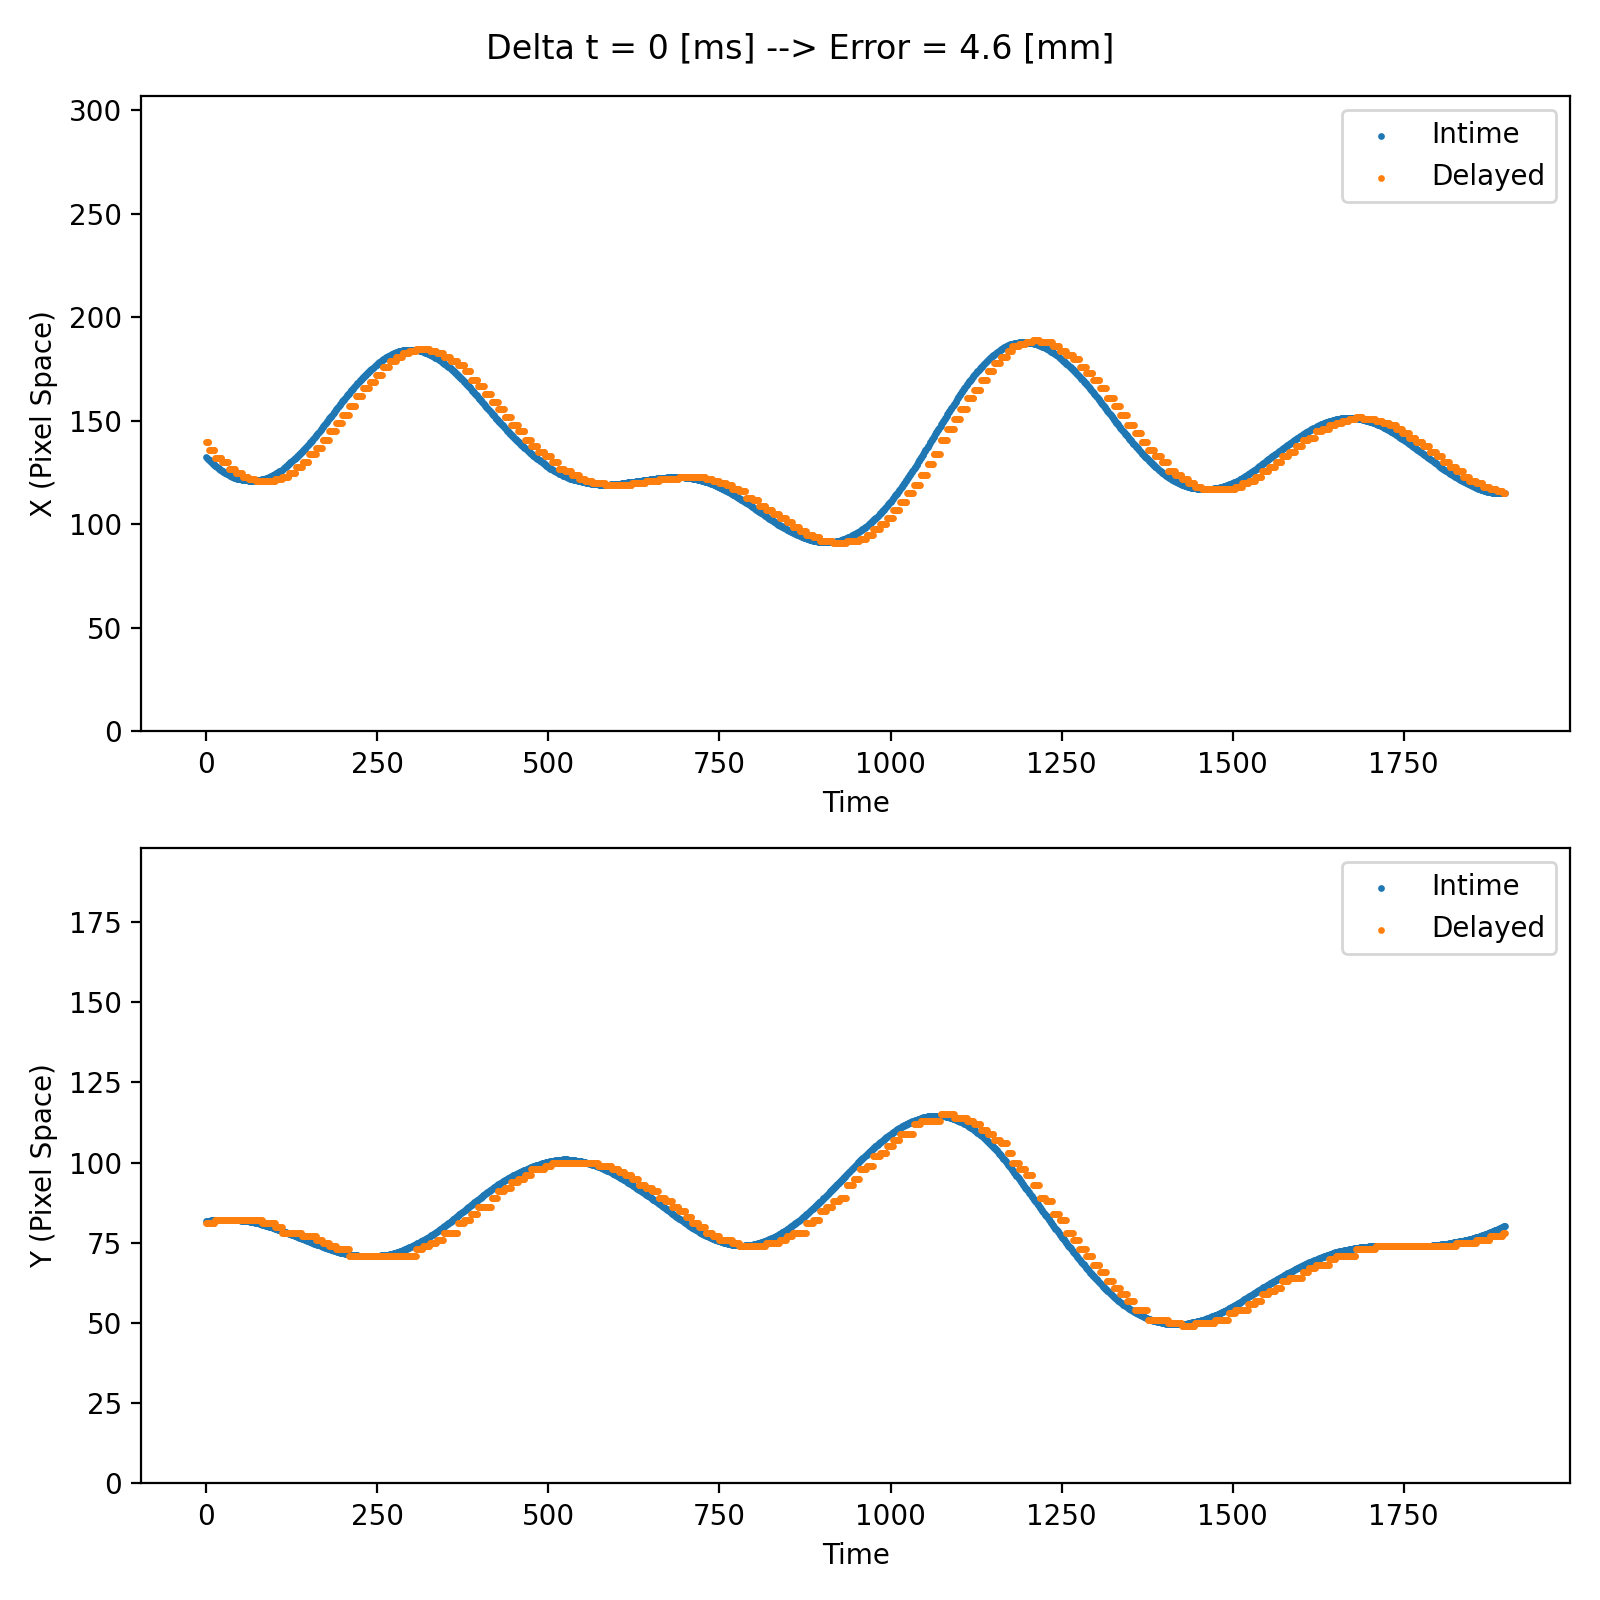 Delta t = 0 [ms] --> Error = 4.6 [mm]
300
250
200
150
100
50
0
X (Pixel Space)
Intime
Delayed
0 250 500 750 1000 1250 1500 1750
Time
175
150
125
100
75
50
25
0
Y (Pixel Space)
Intime
Delayed
0 250 500 750 1000 1250 1500 1750
Time